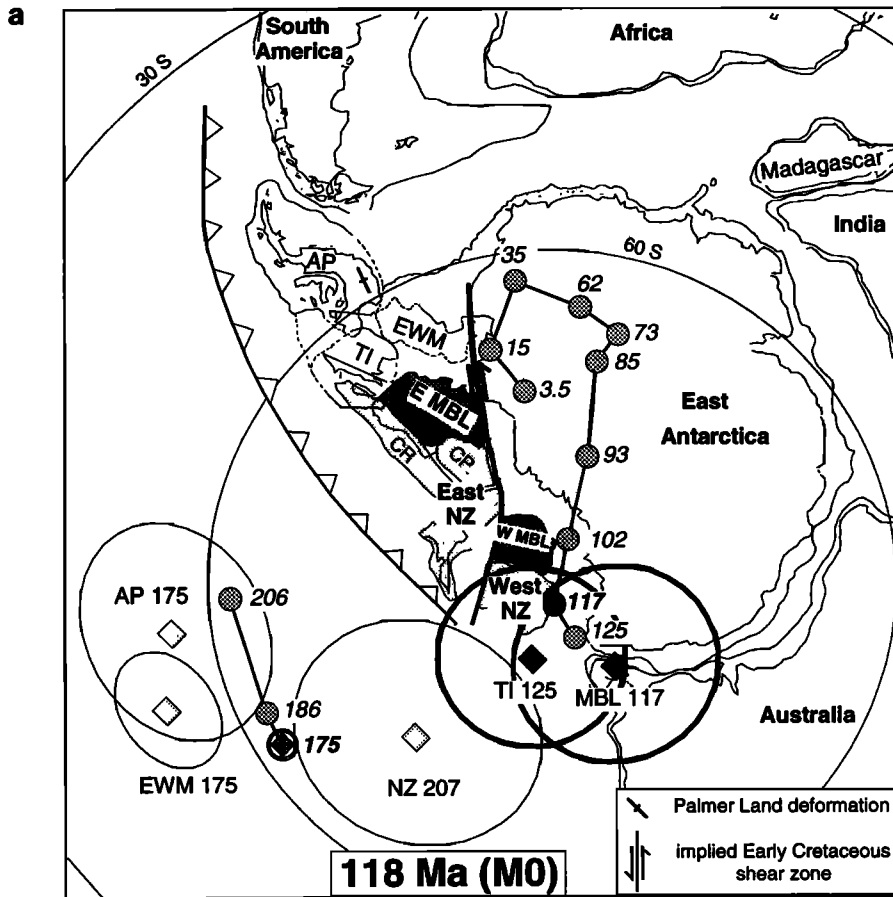 a
South
America
Africa
30 S
Madagascar
India
60 S
AP
35
62
EWM
73
TI
15
85
3.5
E MBL
East
Antarctica
CR
CP
93
East
NZ
W MBL
102
AP 175
206
West
NZ
117
125
TI 125
MBL 117
186
Australia
175
EWM 175
NZ 207
Palmer Land deformation
implied Early Cretaceous
shear zone
118 Ma (M0)